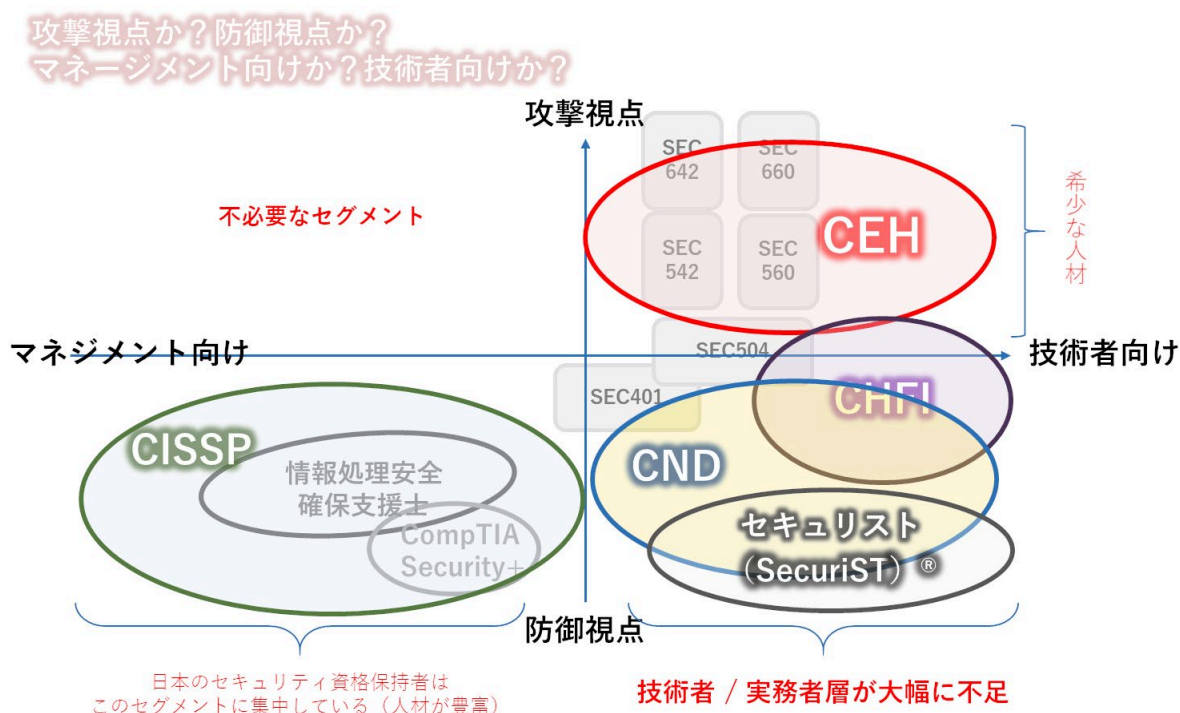 攻撃視点か？防御視点か？
マネージメント向けか？技術者向けか？
攻撃視点
SEC
642
SEC
660
不必要なセグメント
CEH
希少な人材
SEC
542
SEC
560
マネジメント向け
SEC504
技術者向け
SEC401
CHFI
CISSP
CND
情報処理安全
確保支援士
CompTIA
Security+
セキュリスト
（SecuriST）®
防御視点
日本のセキュリティ資格保持者は
このセグメントに集中している（人材が豊富）
技術者 / 実務者層が大幅に不足